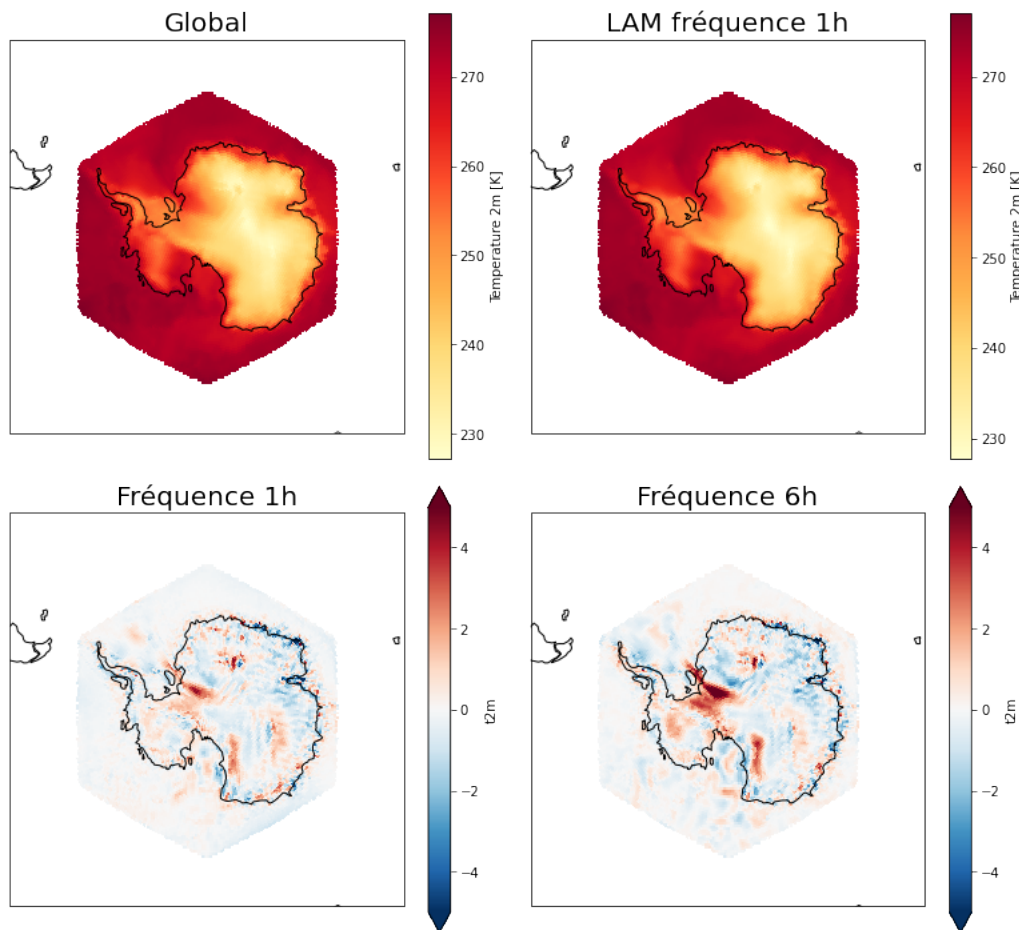 Global
270
260
250
240
230
Temperature 2m [K]
LAM fréquence 1h
270
260
250
240
230
Temperature 2m [K]
Fréquence 1h
4
2
0
−2
−4
t2m
Fréquence 6h
4
2
0
−2
−4
t2m